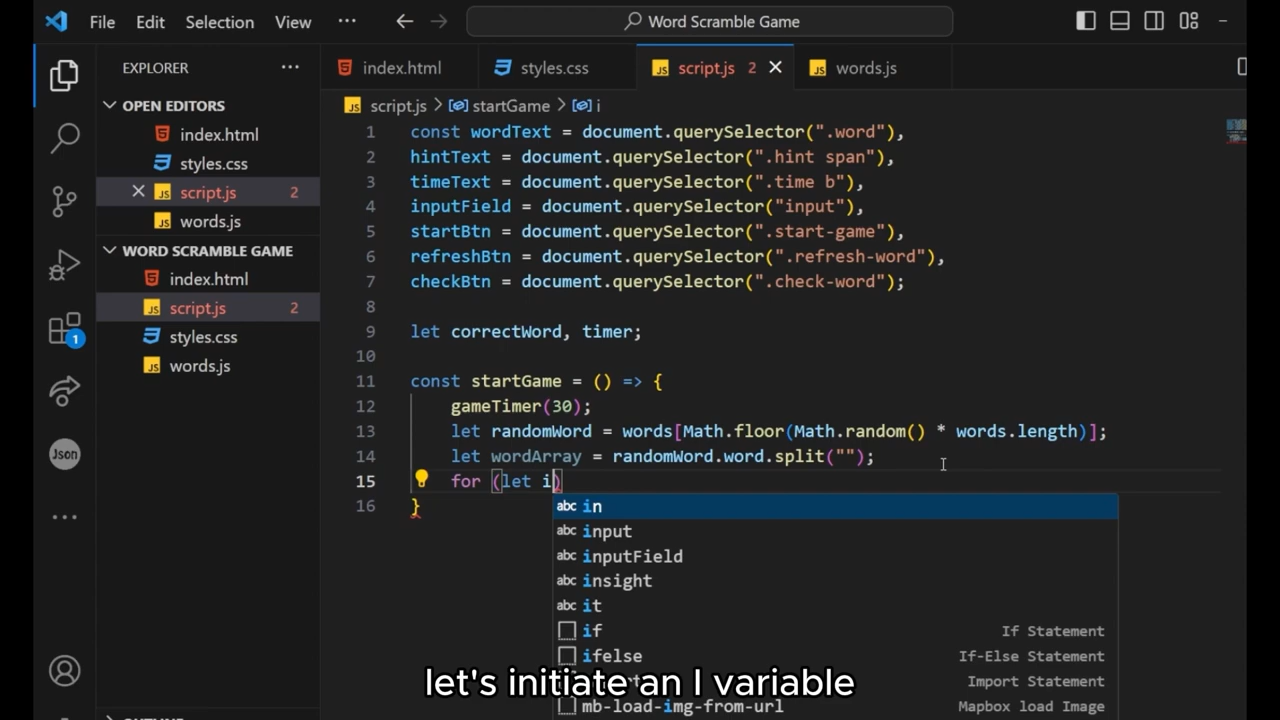 File Edit Selection View ··· Word Scramble Game
EXPLORER ···
OPEN EDITORS
index.html
styles.css
script.js 2
words.js
WORD SCRAMBLE GAME
index.html
script.js 2
styles.css
words.js
1
Json
index.html styles.css script.js 2 words.js
script.js > startGame > i
1 const wordText = document.querySelector(".word"),
2 hintText = document.querySelector(".hint span"),
3 timeText = document.querySelector(".time b"),
4 inputField = document.querySelector("input"),
5 startBtn = document.querySelector(".start-game"),
6 refreshBtn = document.querySelector(".refresh-word"),
7 checkBtn = document.querySelector(".check-word");
8
9 let correctWord, timer;
10
11 const startGame = () => {
12 gameTimer(30);
13 let randomWord = words[Math.floor(Math.random() * words.length)];
14 let wordArray = randomWord.word.split("");
15 for (let i)
16 }
abc in
abc input
abc inputField
abc insight
abc it
if If Statement
ifelse If-Else Statement
Import Statement
mb-load-img-from-url Mapbox load Image
let's initiate an I variable